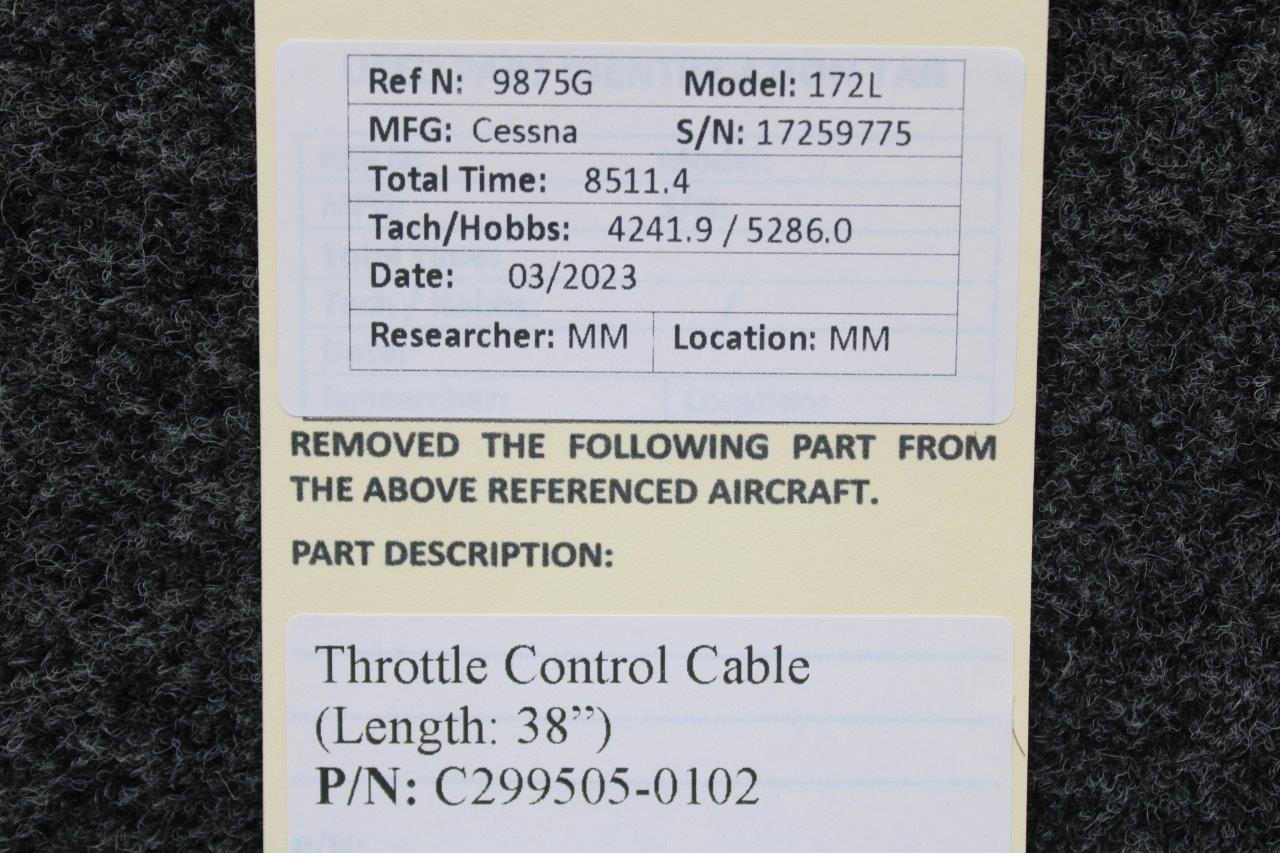 Ref N: 9875G Model: 172L
MFG: Cessna S/N: 17259775
Total Time: 8511.4
Tach/Hobbs: 4241.9 / 5286.0
Date: 03/2023
Researcher: MM Location: MM
REMOVED THE FOLLOWING PART FROM
THE ABOVE REFERENCED AIRCRAFT.
PART DESCRIPTION:
Throttle Control Cable
(Length: 38”)
P/N: C299505-0102